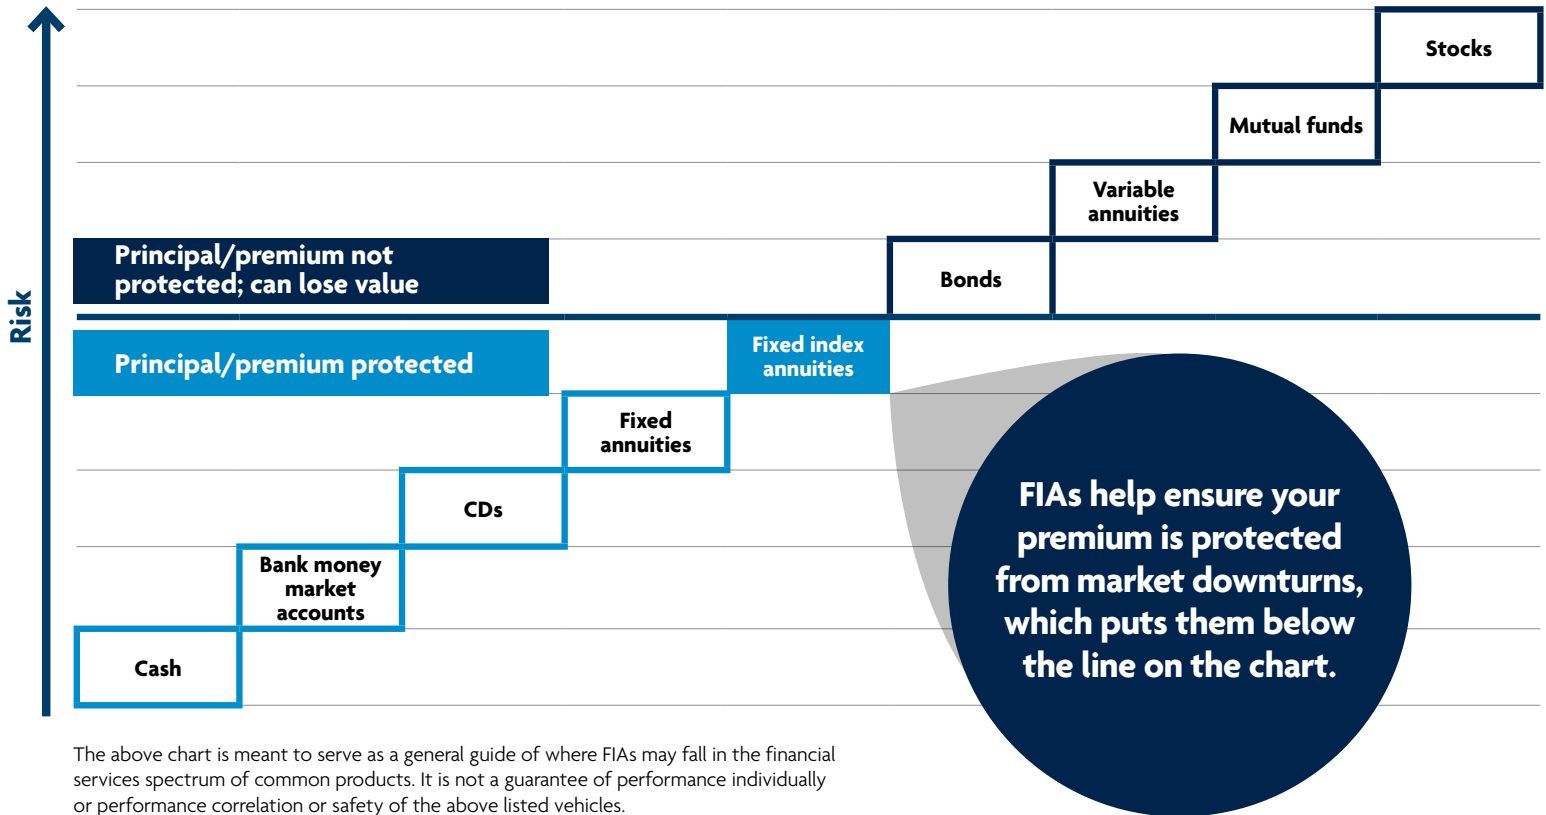 Stocks
Mutual funds
Variable
annuities
Principal/premium not
protected; can lose value
Bonds
Risk
Principal/premium protected
Fixed index
annuities
Fixed
annuities
CDs
Bank money
market
accounts
Cash
FIAs help ensure your
premium is protected
from market downturns,
which puts them below
the line on the chart.
The above chart is meant to serve as a general guide of where FIAs may fall in the financial
services spectrum of common products. It is not a guarantee of performance individually
or performance correlation or safety of the above listed vehicles.